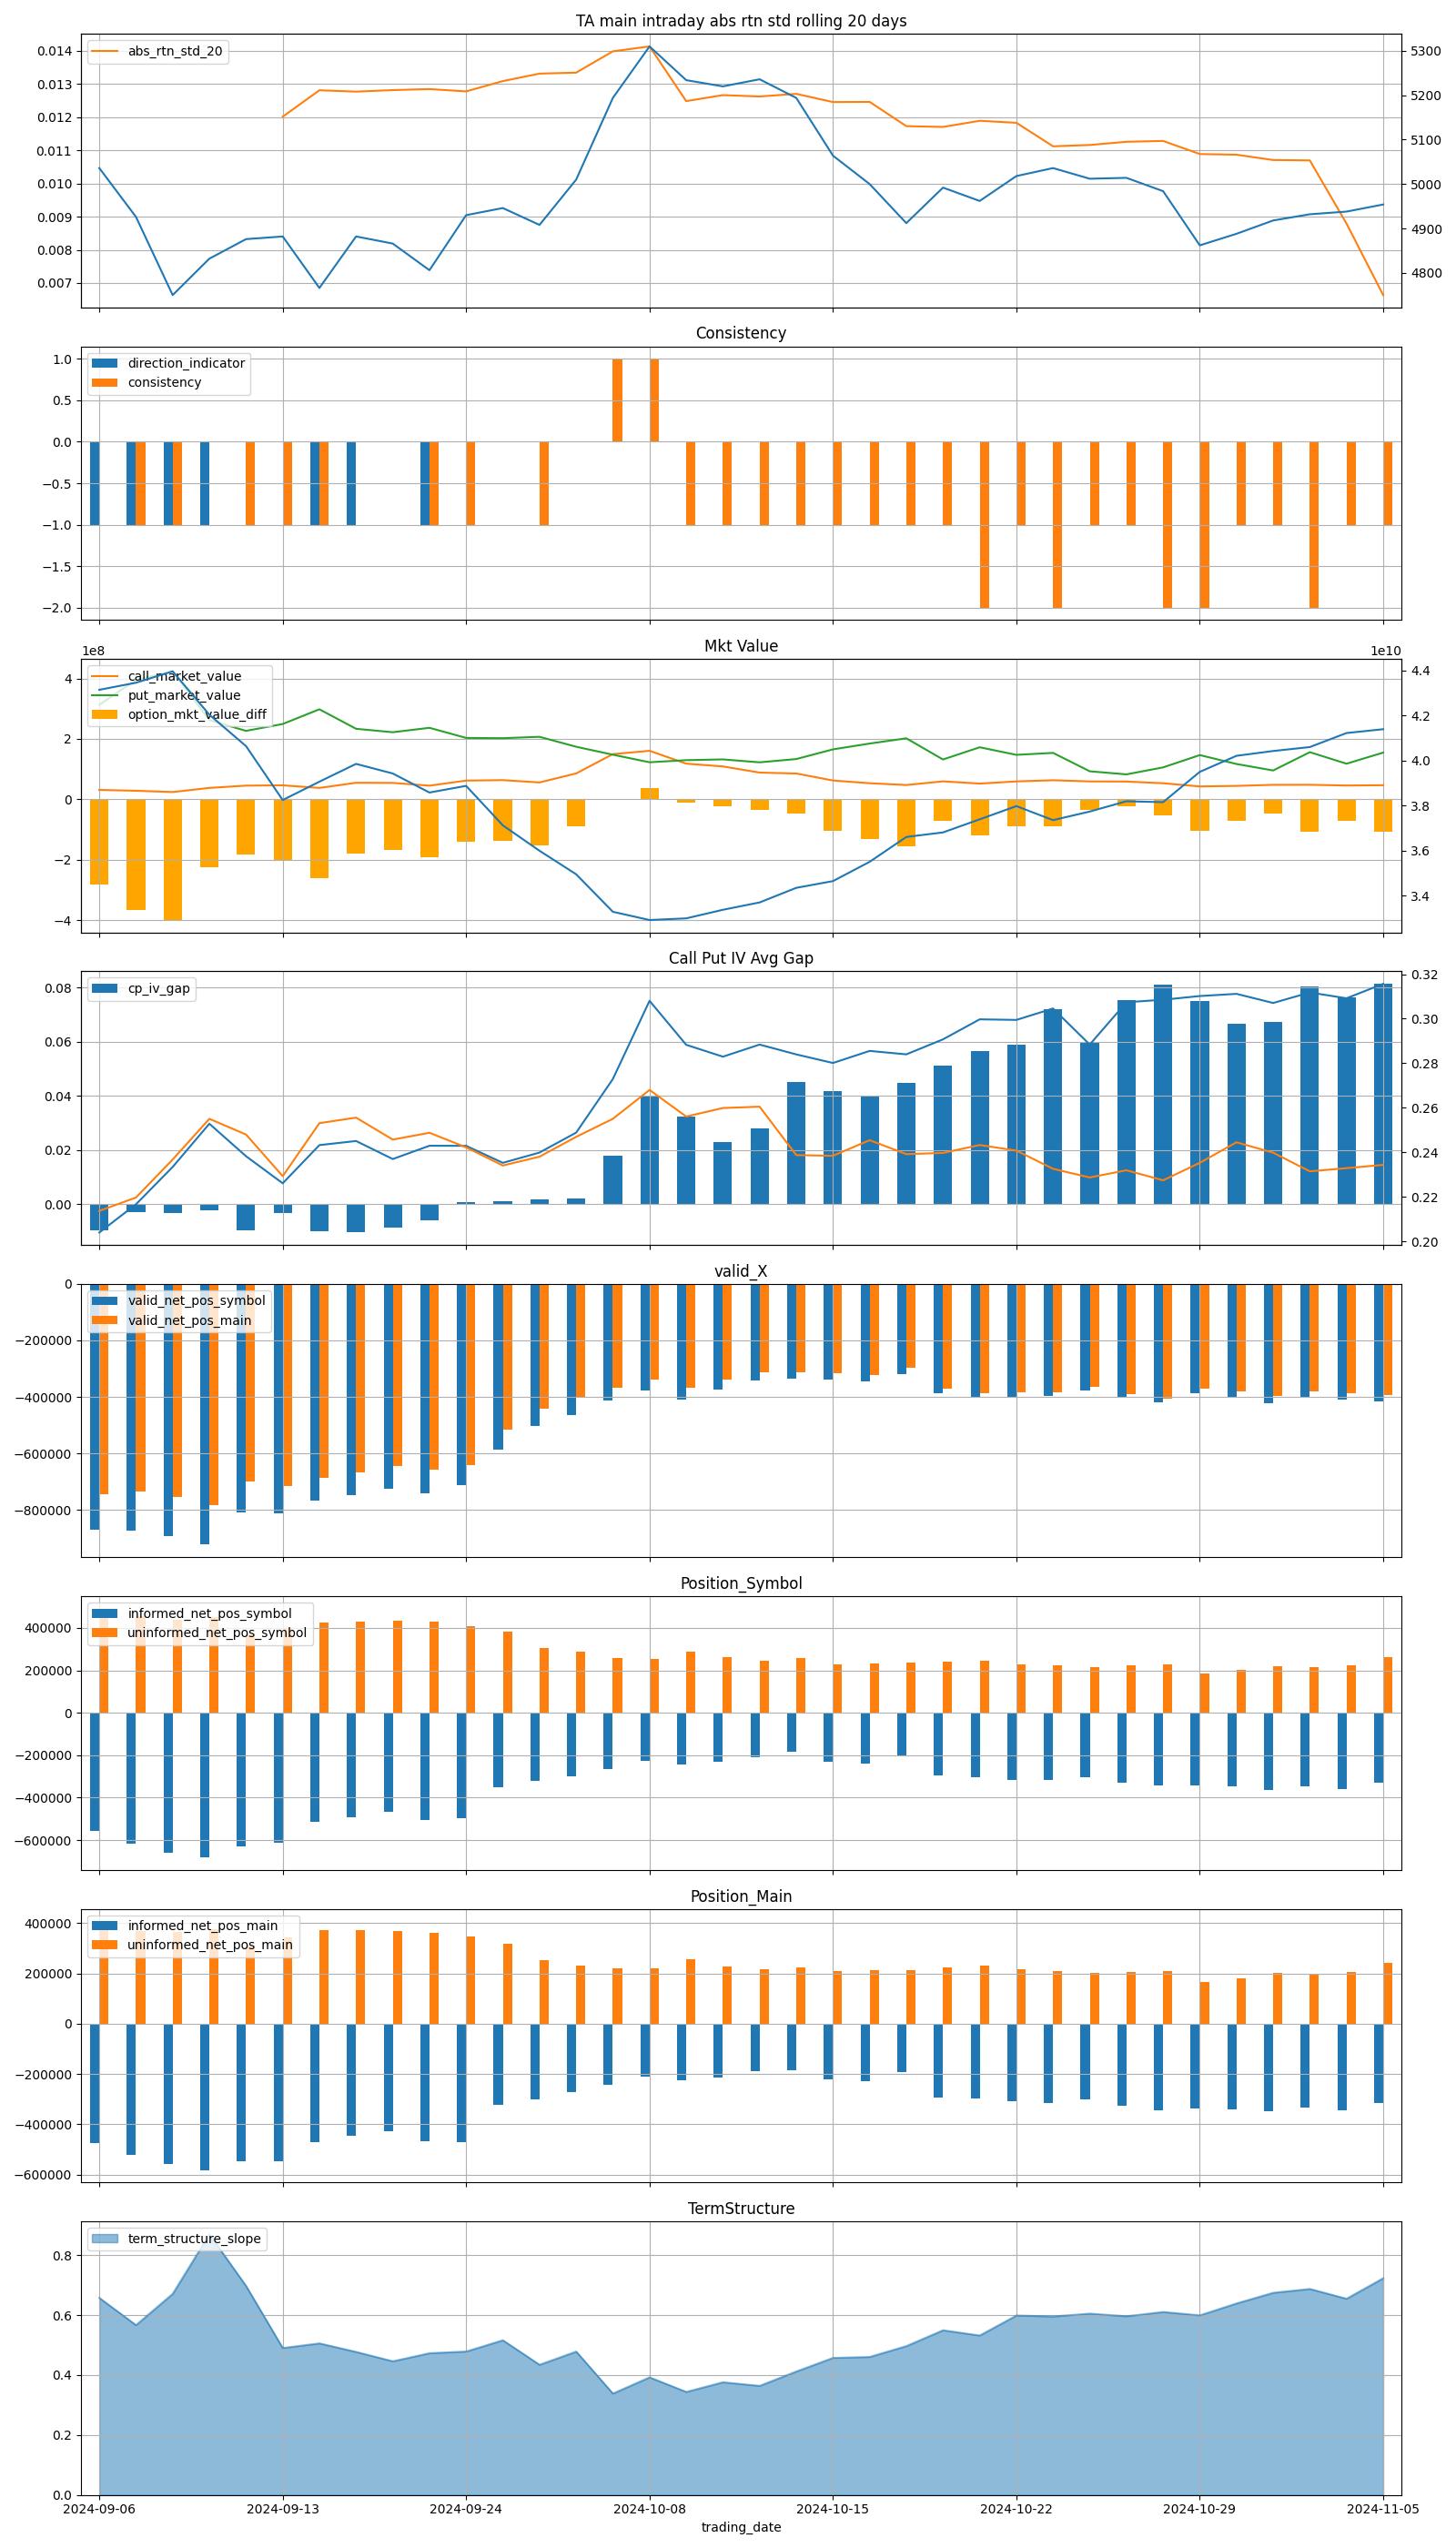 TA main intraday abs rtn std rolling 20 days
abs_rtn_std_20
0.014
0.013
0.012
0.011
0.010
0.009
0.008
0.007
5300
5200
5100
5000
4900
4800
Consistency
direction_indicator
consistency
1.0
0.5
0.0
−0.5
−1.0
−1.5
−2.0
Mkt Value
1e8
1e10
call_market_value
put_market_value
option_mkt_value_diff
4
2
0
−2
−4
4.4
4.2
4.0
3.8
3.6
3.4
Call Put IV Avg Gap
cp_iv_gap
0.08
0.06
0.04
0.02
0.00
0.32
0.30
0.28
0.26
0.24
0.22
0.20
valid_X
valid_net_pos_symbol
valid_net_pos_main
0
−200000
−400000
−600000
−800000
Position_Symbol
informed_net_pos_symbol
uninformed_net_pos_symbol
400000
200000
0
−200000
−400000
−600000
Position_Main
informed_net_pos_main
uninformed_net_pos_main
400000
200000
0
−200000
−400000
−600000
TermStructure
term_structure_slope
0.8
0.6
0.4
0.2
0.0
2024-09-06
2024-09-13
2024-09-24
2024-10-08
2024-10-15
2024-10-22
2024-10-29
2024-11-05
trading_date